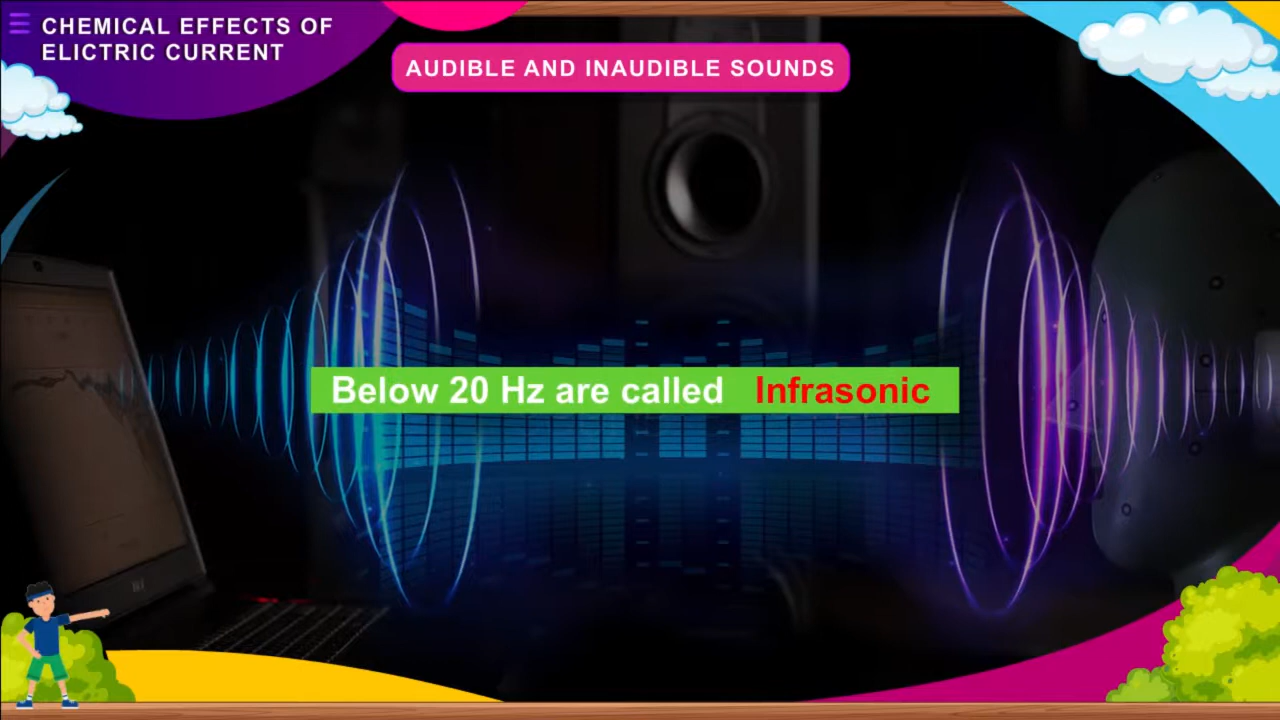 CHEMICAL EFFECTS OF
ELICTRIC CURRENT
AUDIBLE AND INAUDIBLE SOUNDS
Below 20 Hz are called Infrasonic